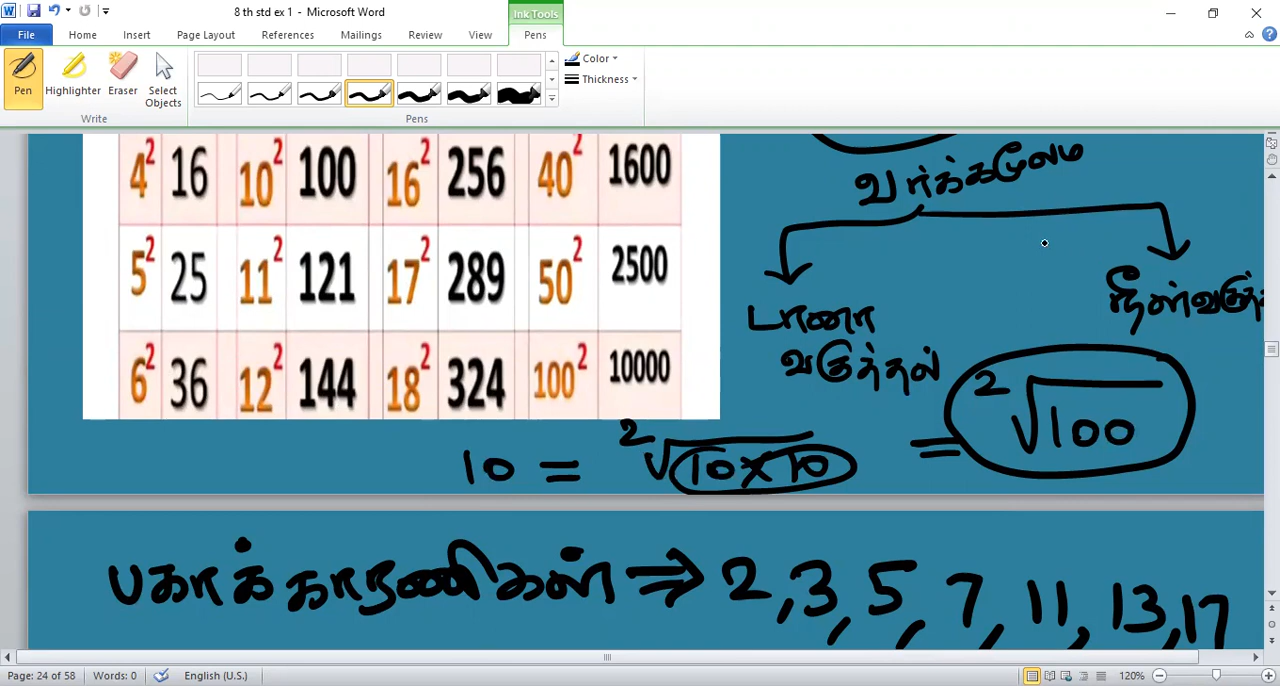 8 th std ex 1 - Microsoft Word
Ink Tools
File Home Insert Page Layout References Mailings Review View Pens
Pen Highlighter Eraser Select Objects
Color
Thickness
Write Pens
4² 16 10² 100 16² 256 40² 1600
5² 25 11² 121 17² 289 50² 2500
6² 36 12² 144 18² 324 100² 10000
வர்க்கமூலம்
டானா வகுத்தல்
10 = ²√10×10 = ²√100
பகாக்காரணிகள் ⇒ 2, 3, 5, 7, 11, 13, 17
Page: 24 of 58 Words: 0 English (U.S.) 120%